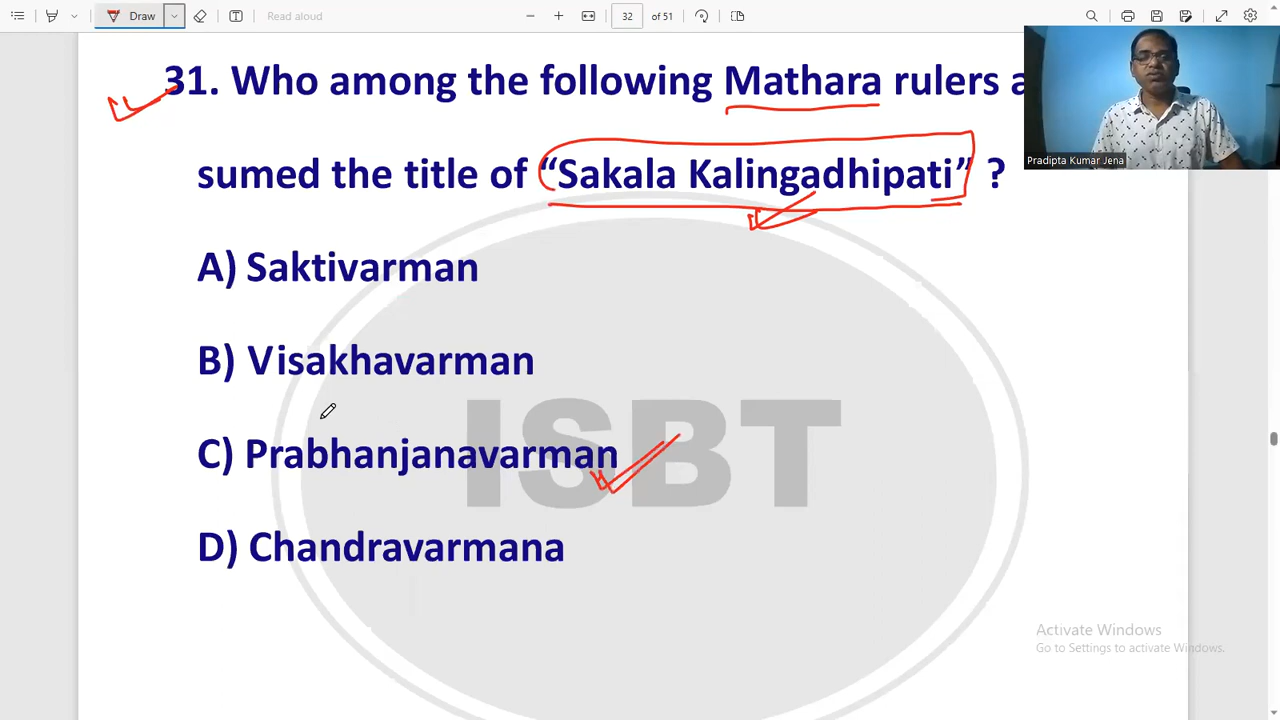 Draw
Read aloud
32 of 51
31. Who among the following Mathara rulers a
sumed the title of “Sakala Kalingadhipati” ?
A) Saktivarman
B) Visakhavarman
C) Prabhanjanavarman
D) Chandravarmana
ISBT
Pradipta Kumar Jena
Activate Windows
Go to Settings to activate Windows.